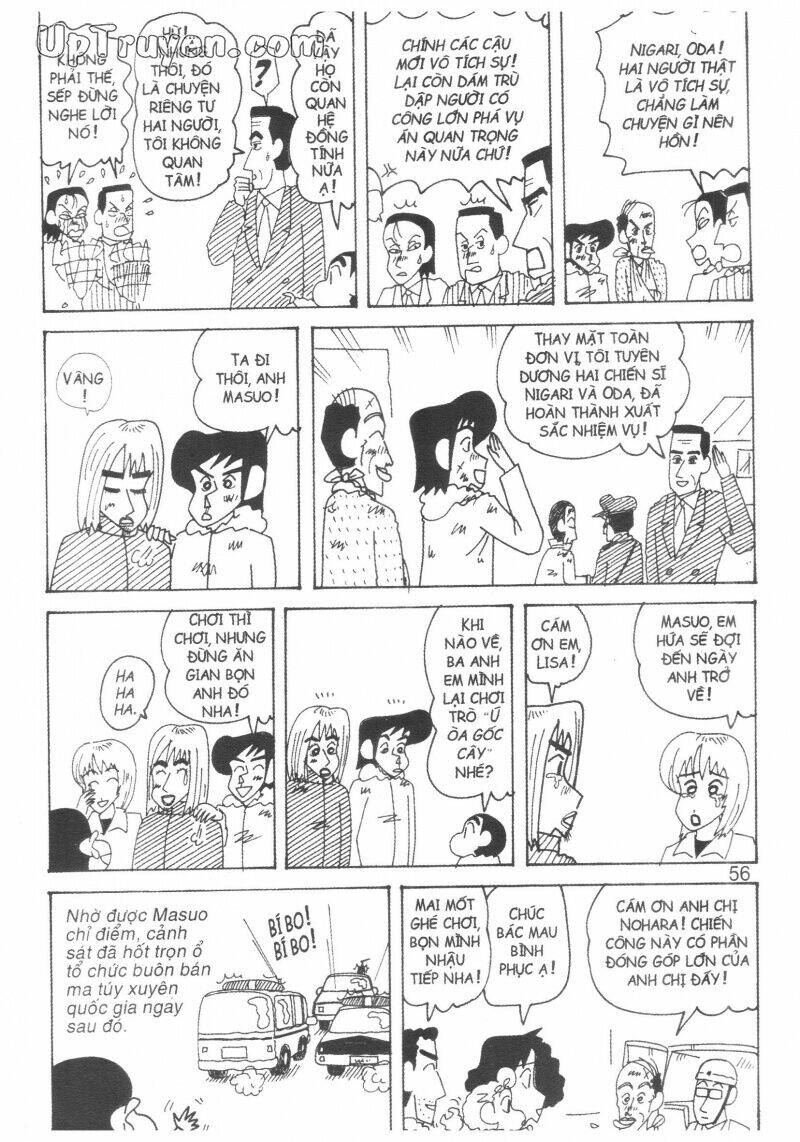 UpTruyen.com
NIGARI, ODA!
HAI NGƯỜI THẬT
LÀ VÔ TÍCH SỰ,
CHẲNG LÀM
CHUYỆN GÌ NÊN
HỒN!
CHÍNH CÁC CẬU
MỚI VÔ TÍCH SỰ!
LẠI CÒN DÁM TRÙ
DẬP NGƯỜI CÓ
CÔNG LỚN PHÁ VỤ
ÁN QUAN TRỌNG
NÀY NỮA CHỨ!
ĐÃ
VẬY
HỌ
CÒN
QUAN
HỆ
ĐỒNG
TÍNH
NỮA
Ạ!
?
HỪ!
NHƯNG
THÔI, ĐÓ
LÀ CHUYỆN
RIÊNG TƯ
HAI NGƯỜI,
TÔI KHÔNG
QUAN
TÂM!
KHÔNG
PHẢI THẾ,
SẾP ĐỪNG
NGHE LỜI
NÓ!
THAY MẶT TOÀN
ĐƠN VỊ, TÔI TUYÊN
DƯƠNG HAI CHIẾN SĨ
NIGARI VÀ ODA, ĐÃ
HOÀN THÀNH XUẤT
SẮC NHIỆM VỤ!
TA ĐI
THÔI, ANH
MASUO!
VÂNG
!
MASUO, EM
HỨA SẼ ĐỢI
ĐẾN NGÀY
ANH TRỞ
VỀ!
CÁM
ƠN EM,
LISA!
KHI
NÀO VỀ,
BA ANH
EM MÌNH
LẠI CHƠI
TRÒ "Ú
ÒA GỐC
CÂY"
NHÉ?
CHƠI THÌ
CHƠI, NHƯNG
ĐỪNG ĂN
GIAN BỌN
ANH ĐÓ
NHA!
HA
HA
HA.
56
CÁM ƠN ANH CHỊ
NOHARA! CHIẾN
CÔNG NÀY CÓ PHẦN
ĐÓNG GÓP LỚN CỦA
ANH CHỊ ĐẤY!
CHÚC
BÁC MAU
BÌNH
PHỤC Ạ!
MAI MỐT
GHÉ CHƠI,
BỌN MÌNH
NHẬU
TIẾP NHA!
BÍ BO!
BÍ BO!
Nhờ được Masuo
chỉ điểm, cảnh
sát đã hốt trọn ổ
tổ chức buôn bán
ma túy xuyên
quốc gia ngay
sau đó.